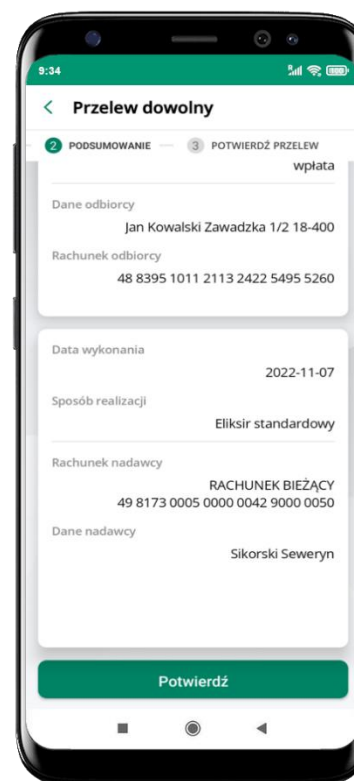 9:34
Przelew dowolny
2 PODSUMOWANIE 3 POTWIERDŹ PRZELEW
wpłata
Dane odbiorcy
Jan Kowalski Zawadzka 1/2 18-400
Rachunek odbiorcy
48 8395 1011 2113 2422 5495 5260
Data wykonania
2022-11-07
Sposób realizacji
Eliksir standardowy
Rachunek nadawcy
RACHUNEK BIEŻĄCY
49 8173 0005 0000 0042 9000 0050
Dane nadawcy
Sikorski Seweryn
Potwierdź